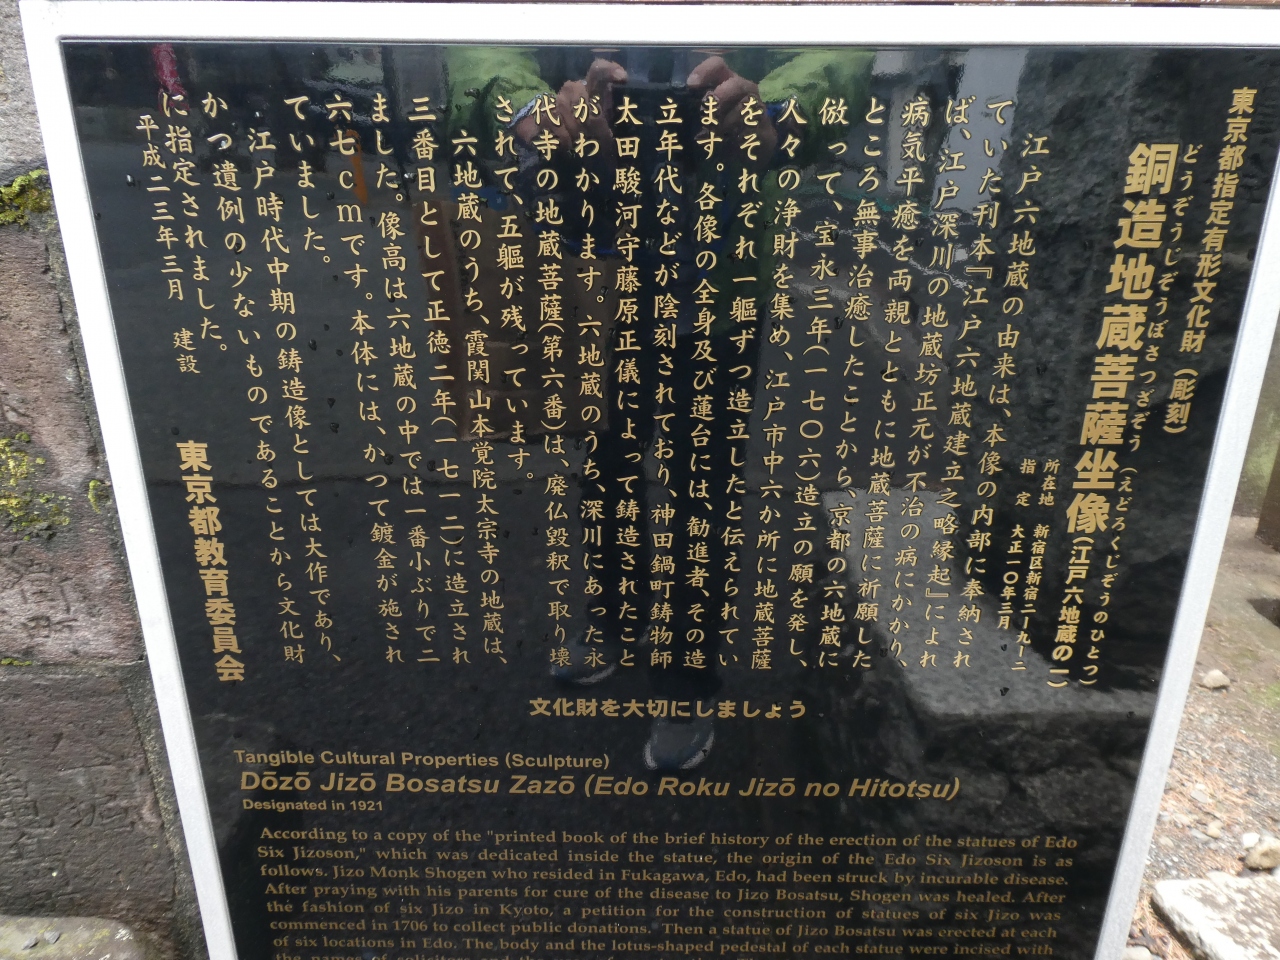 東京都指定有形文化財（彫刻）
どうぞうじぞうぼさつざぞう（えどろくじぞうのひとつ）
銅造地蔵菩薩坐像（江戸六地蔵の一）
所在地　新宿区新宿二―九―二
指　定　大正一〇年三月
江戸六地蔵の由来は、本像の内部に奉納され
ていた刊本『江戸六地蔵建立之略縁起』によれ
ば、江戸深川の地蔵坊正元が不治の病にかかり、
病気平癒を両親とともに地蔵菩薩に祈願した
ところ無事治癒したことから、京都の六地蔵に
倣って、宝永三年（一七〇六）造立の願を発し、
人々の浄財を集め、江戸市中六か所に地蔵菩薩
をそれぞれ一軀ずつ造立したと伝えられてい
ます。各像の全身及び蓮台には、勧進者、その造
立年代などが陰刻されており、神田鍋町鋳物師
太田駿河守藤原正儀によって鋳造されたこと
がわかります。六地蔵のうち、深川にあった永
代寺の地蔵菩薩（第六番）は、廃仏毀釈で取り壊
されて、五軀が残っています。
六地蔵のうち、霞関山本覚院太宗寺の地蔵は、
三番目として正徳二年（一七一二）に造立され
ました。像高は六地蔵の中では一番小ぶりで二
六七ｃｍです。本体には、かつて鍍金が施され
ていました。
江戸時代中期の鋳造像としては大作であり、
かつ遺例の少ないものであることから文化財
に指定されました。
平成二三年三月　建設
東京都教育委員会
文化財を大切にしましょう
Tangible Cultural Properties (Sculpture)
Dōzō Jizō Bosatsu Zazō (Edo Roku Jizō no Hitotsu)
Designated in 1921
According to a copy of the "printed book of the brief history of the erection of the statues of Edo
Six Jizoson," which was dedicated inside the statue, the origin of the Edo Six Jizoson is as
follows. Jizo Monk Shogen who resided in Fukagawa, Edo, had been struck by incurable disease.
After praying with his parents for cure of the disease to Jizo Bosatsu, Shogen was healed. After
the fashion of six Jizo in Kyoto, a petition for the construction of statues of six Jizo was
commenced in 1706 to collect public donations. Then a statue of Jizo Bosatsu was erected at each
of six locations in Edo. The body and the lotus-shaped pedestal of each statue were incised with
the names of solicitors and the